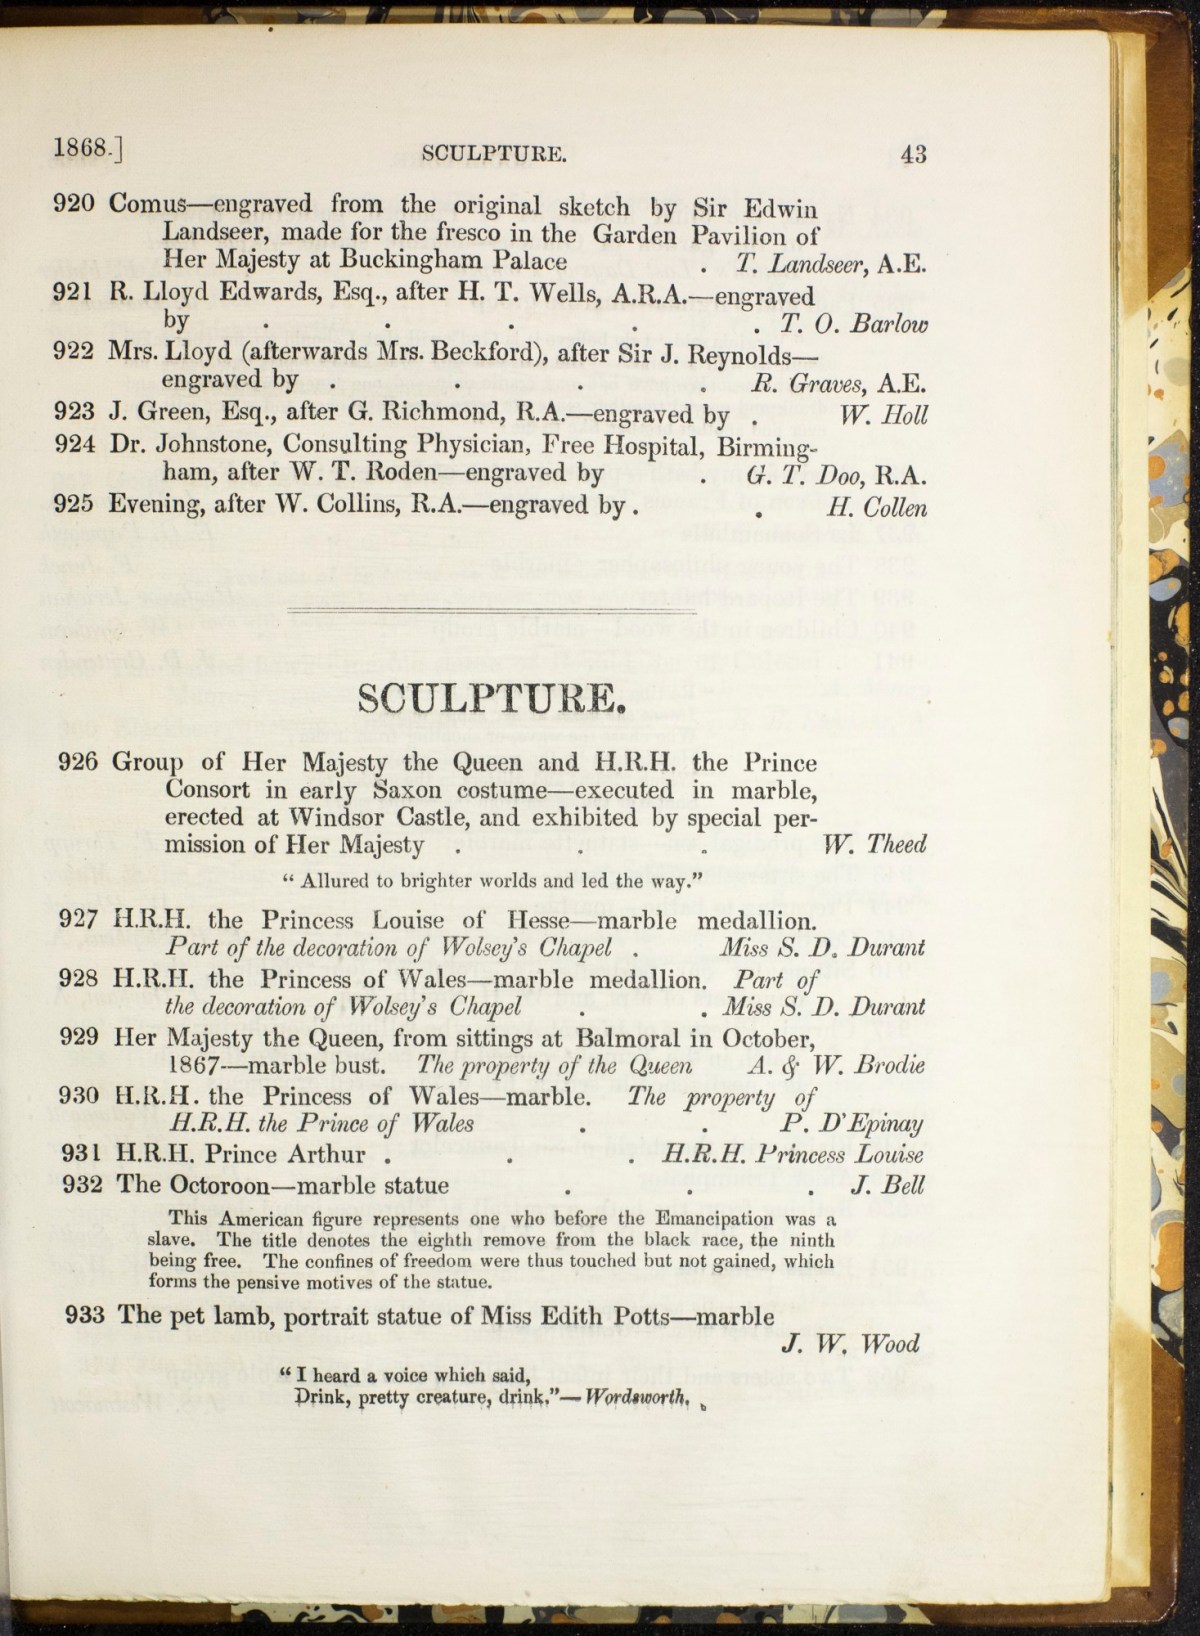 1868.] SCULPTURE. 43
920 Comus—engraved from the original sketch by Sir Edwin
Landseer, made for the fresco in the Garden Pavilion of
Her Majesty at Buckingham Palace . T. Landseer, A.E.
921 R. Lloyd Edwards, Esq., after H. T. Wells, A.R.A.—engraved
by . . . . . T. O. Barlow
922 Mrs. Lloyd (afterwards Mrs. Beckford), after Sir J. Reynolds—
engraved by . . . . R. Graves, A.E.
923 J. Green, Esq., after G. Richmond, R.A.—engraved by . W. Holl
924 Dr. Johnstone, Consulting Physician, Free Hospital, Birming-
ham, after W. T. Roden—engraved by . G. T. Doo, R.A.
925 Evening, after W. Collins, R.A.—engraved by . . H. Collen
SCULPTURE.
926 Group of Her Majesty the Queen and H.R.H. the Prince
Consort in early Saxon costume—executed in marble,
erected at Windsor Castle, and exhibited by special per-
mission of Her Majesty . . . W. Theed
“ Allured to brighter worlds and led the way.”
927 H.R.H. the Princess Louise of Hesse—marble medallion.
Part of the decoration of Wolsey's Chapel . Miss S. D. Durant
928 H.R.H. the Princess of Wales—marble medallion. Part of
the decoration of Wolsey's Chapel . . Miss S. D. Durant
929 Her Majesty the Queen, from sittings at Balmoral in October,
1867—marble bust. The property of the Queen A. & W. Brodie
930 H.R.H. the Princess of Wales—marble. The property of
H.R.H. the Prince of Wales . . P. D'Epinay
931 H.R.H. Prince Arthur . . . H.R.H. Princess Louise
932 The Octoroon—marble statue . . . J. Bell
This American figure represents one who before the Emancipation was a
slave. The title denotes the eighth remove from the black race, the ninth
being free. The confines of freedom were thus touched but not gained, which
forms the pensive motives of the statue.
933 The pet lamb, portrait statue of Miss Edith Potts—marble
J. W. Wood
“ I heard a voice which said,
Drink, pretty creature, drink.”—Wordsworth.